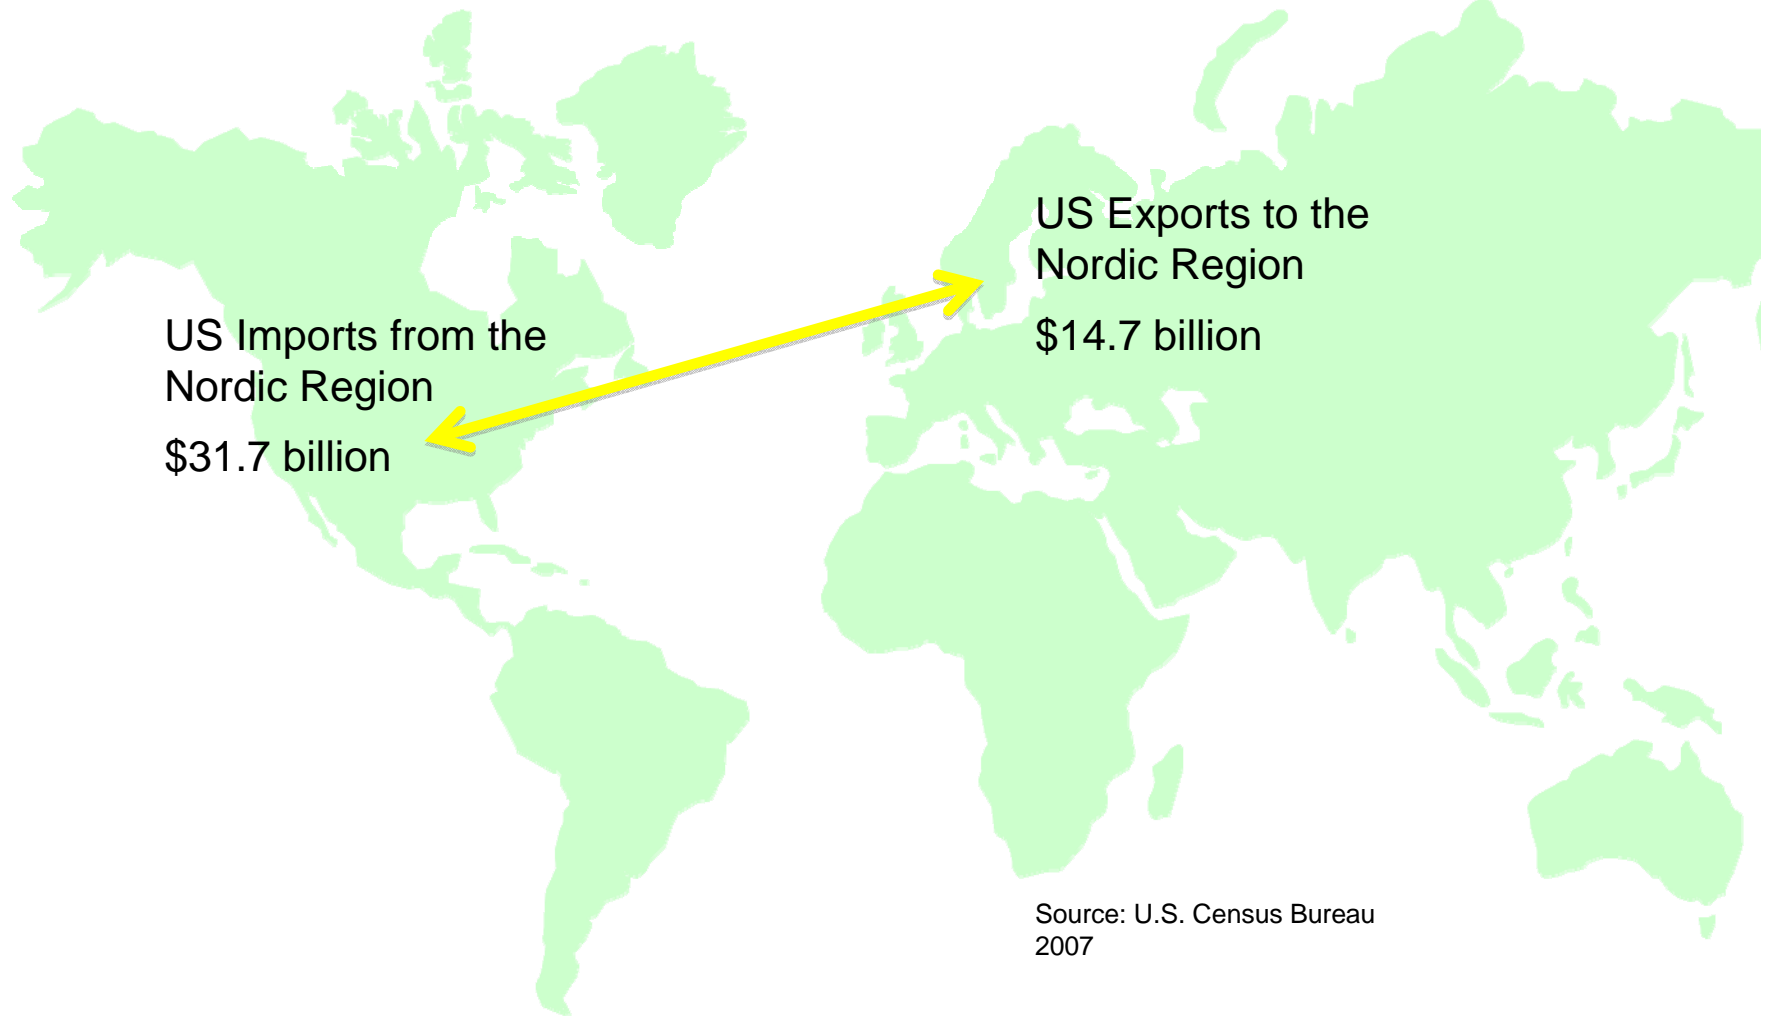 US Exports to the
Nordic Region
$14.7 billion
US Imports from the
Nordic Region
$31.7 billion
Source: U.S. Census Bureau
2007